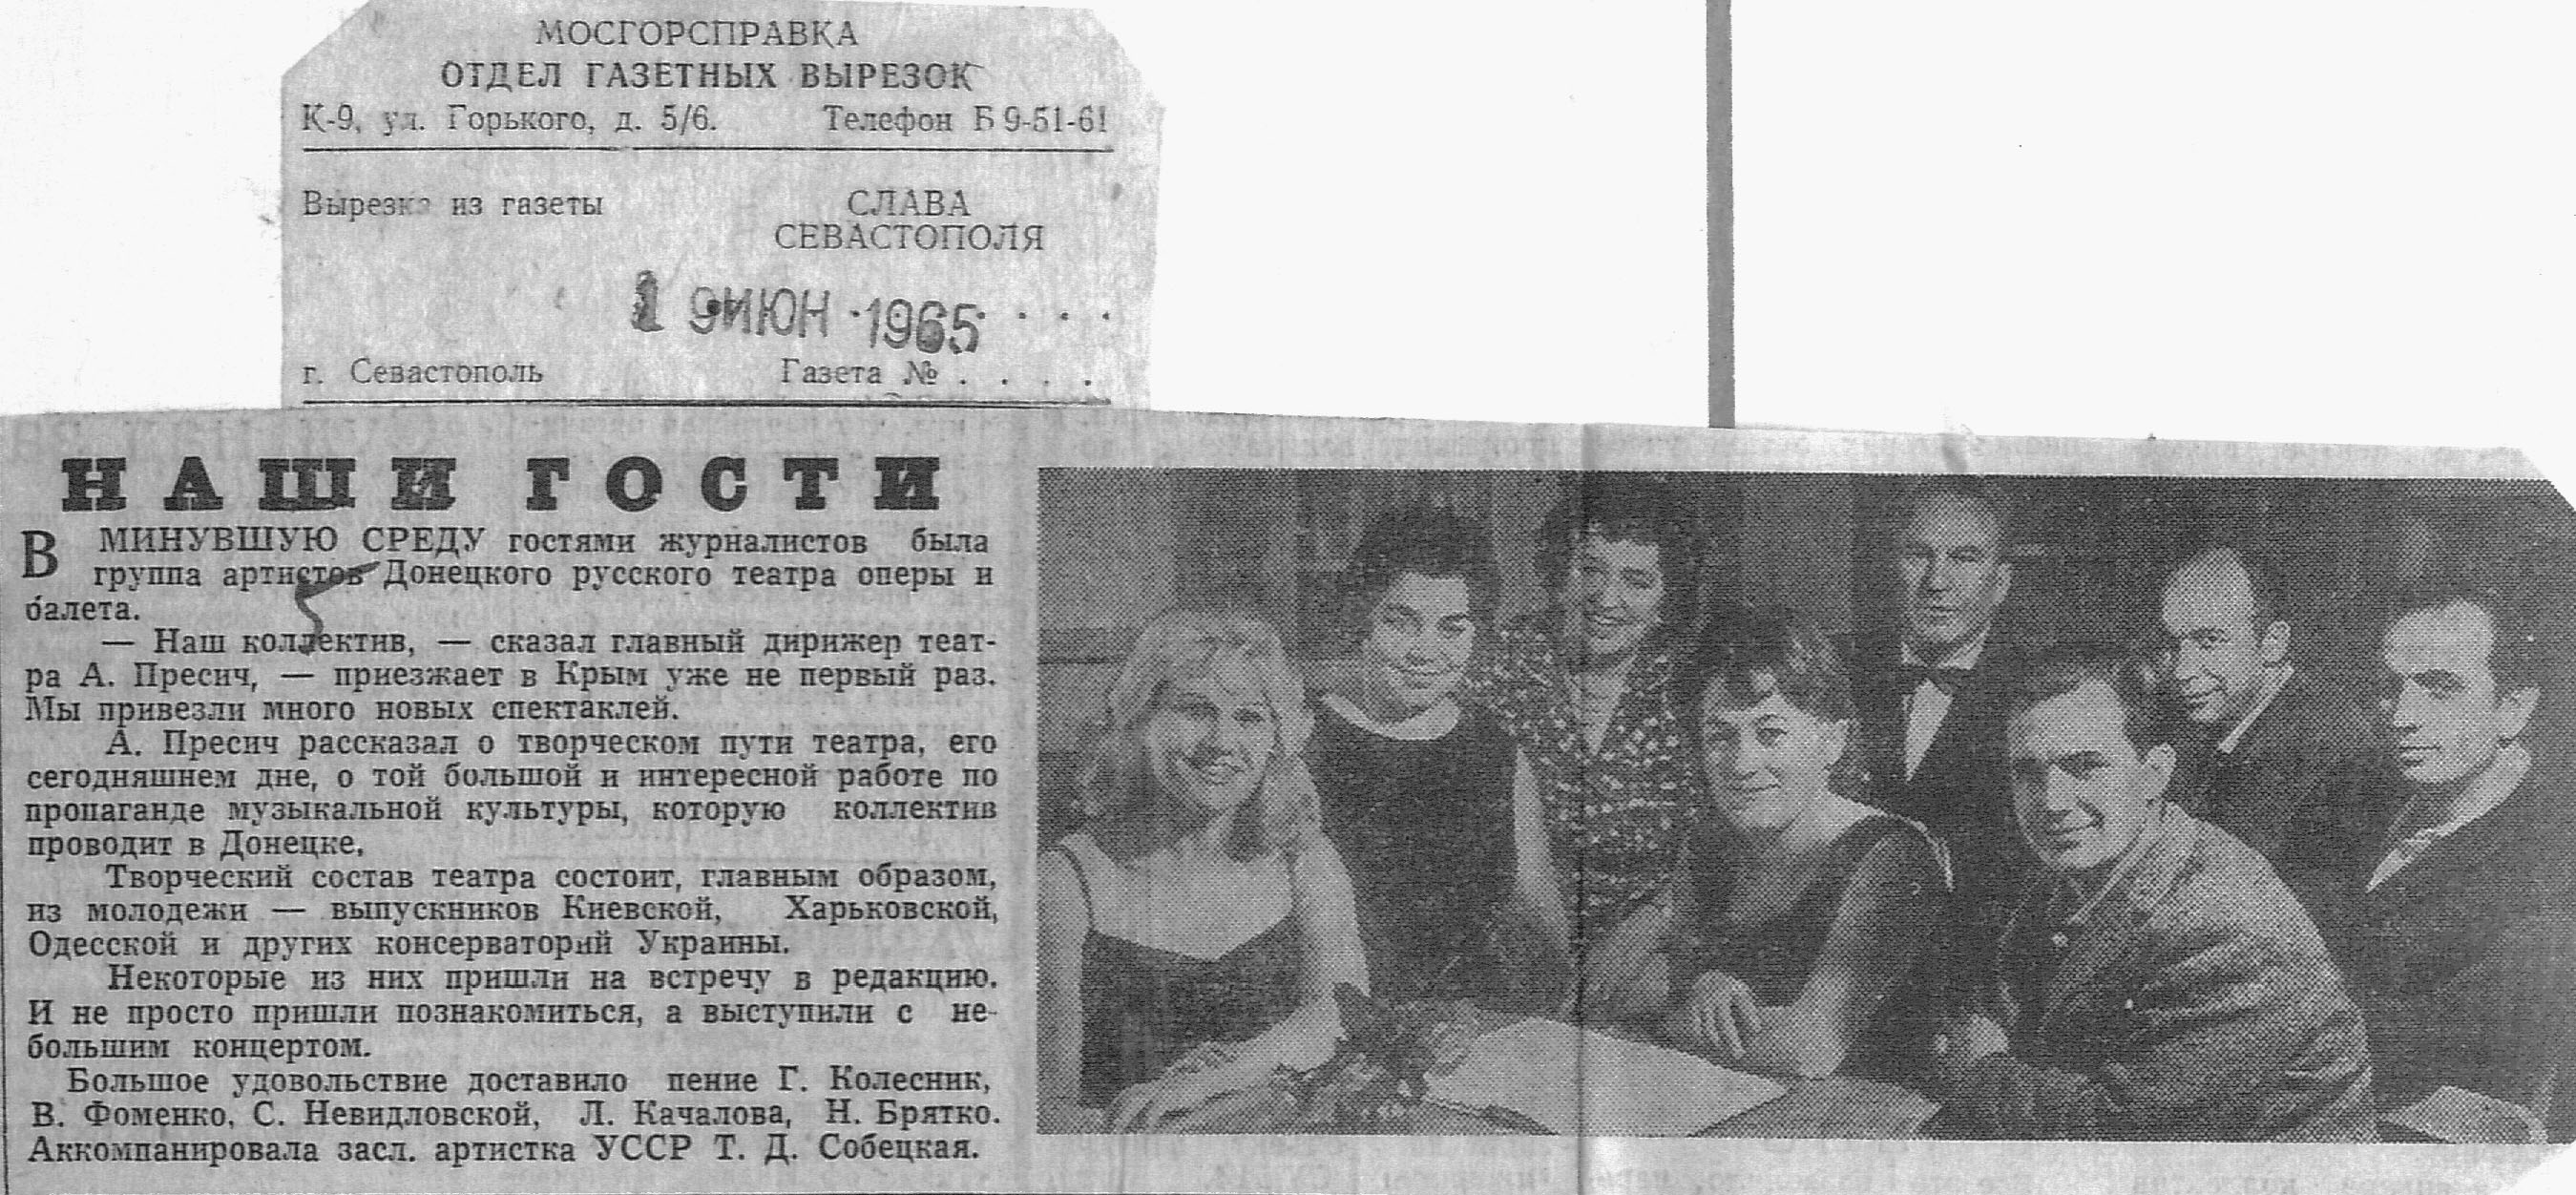 МОСГОРСПРАВКА
ОТДЕЛ ГАЗЕТНЫХ ВЫРЕЗОК
К-9, ул. Горького, д. 5/6. Телефон Б 9-51-61
Вырезка из газеты
СЛАВА
СЕВАСТОПОЛЯ
1 9 ИЮН 1965
г. Севастополь Газета № . . . .
НАШИ ГОСТИ
В МИНУВШУЮ СРЕДУ гостями журналистов была
группа артистов Донецкого русского театра оперы и
балета.
— Наш коллектив, — сказал главный дирижер теат-
ра А. Пресич, — приезжает в Крым уже не первый раз.
Мы привезли много новых спектаклей.
А. Пресич рассказал о творческом пути театра, его
сегодняшнем дне, о той большой и интересной работе по
пропаганде музыкальной культуры, которую коллектив
проводит в Донецке,
Творческий состав театра состоит, главным образом,
из молодежи — выпускников Киевской, Харьковской,
Одесской и других консерваторий Украины.
Некоторые из них пришли на встречу в редакцию.
И не просто пришли познакомиться, а выступили с не-
большим концертом.
Большое удовольствие доставило пение Г. Колесник,
В. Фоменко, С. Невидловской, Л. Качалова, Н. Брятко.
Аккомпанировала засл. артистка УССР Т. Д. Собецкая.